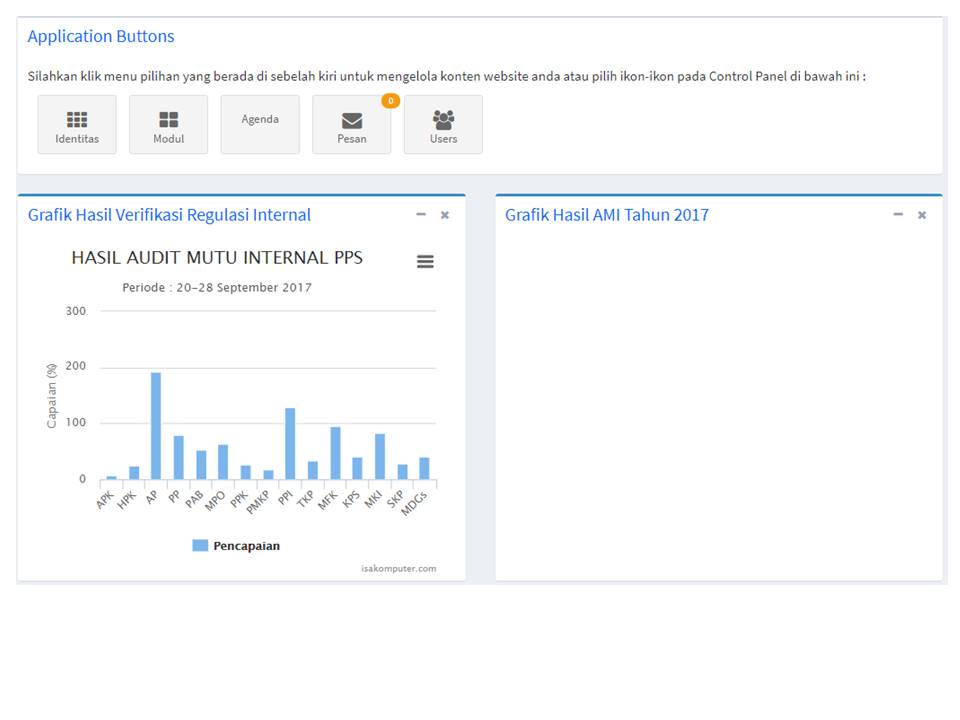 Application Buttons
Silahkan klik menu pilihan yang berada di sebelah kiri untuk mengelola konten website anda atau pilih ikon-ikon pada Control Panel di bawah ini :
Identitas
Modul
Agenda
0
Pesan
Users
Grafik Hasil Verifikasi Regulasi Internal
HASIL AUDIT MUTU INTERNAL PPS
Periode : 20-28 September 2017
300
200
100
0
Capaian (%)
APK
HPK
AP
PP
PAB
MPO
PPK
PMKP
PPI
TKP
MFK
KPS
MKI
SKP
MDGs
Pencapaian
isakomputer.com
Grafik Hasil AMI Tahun 2017